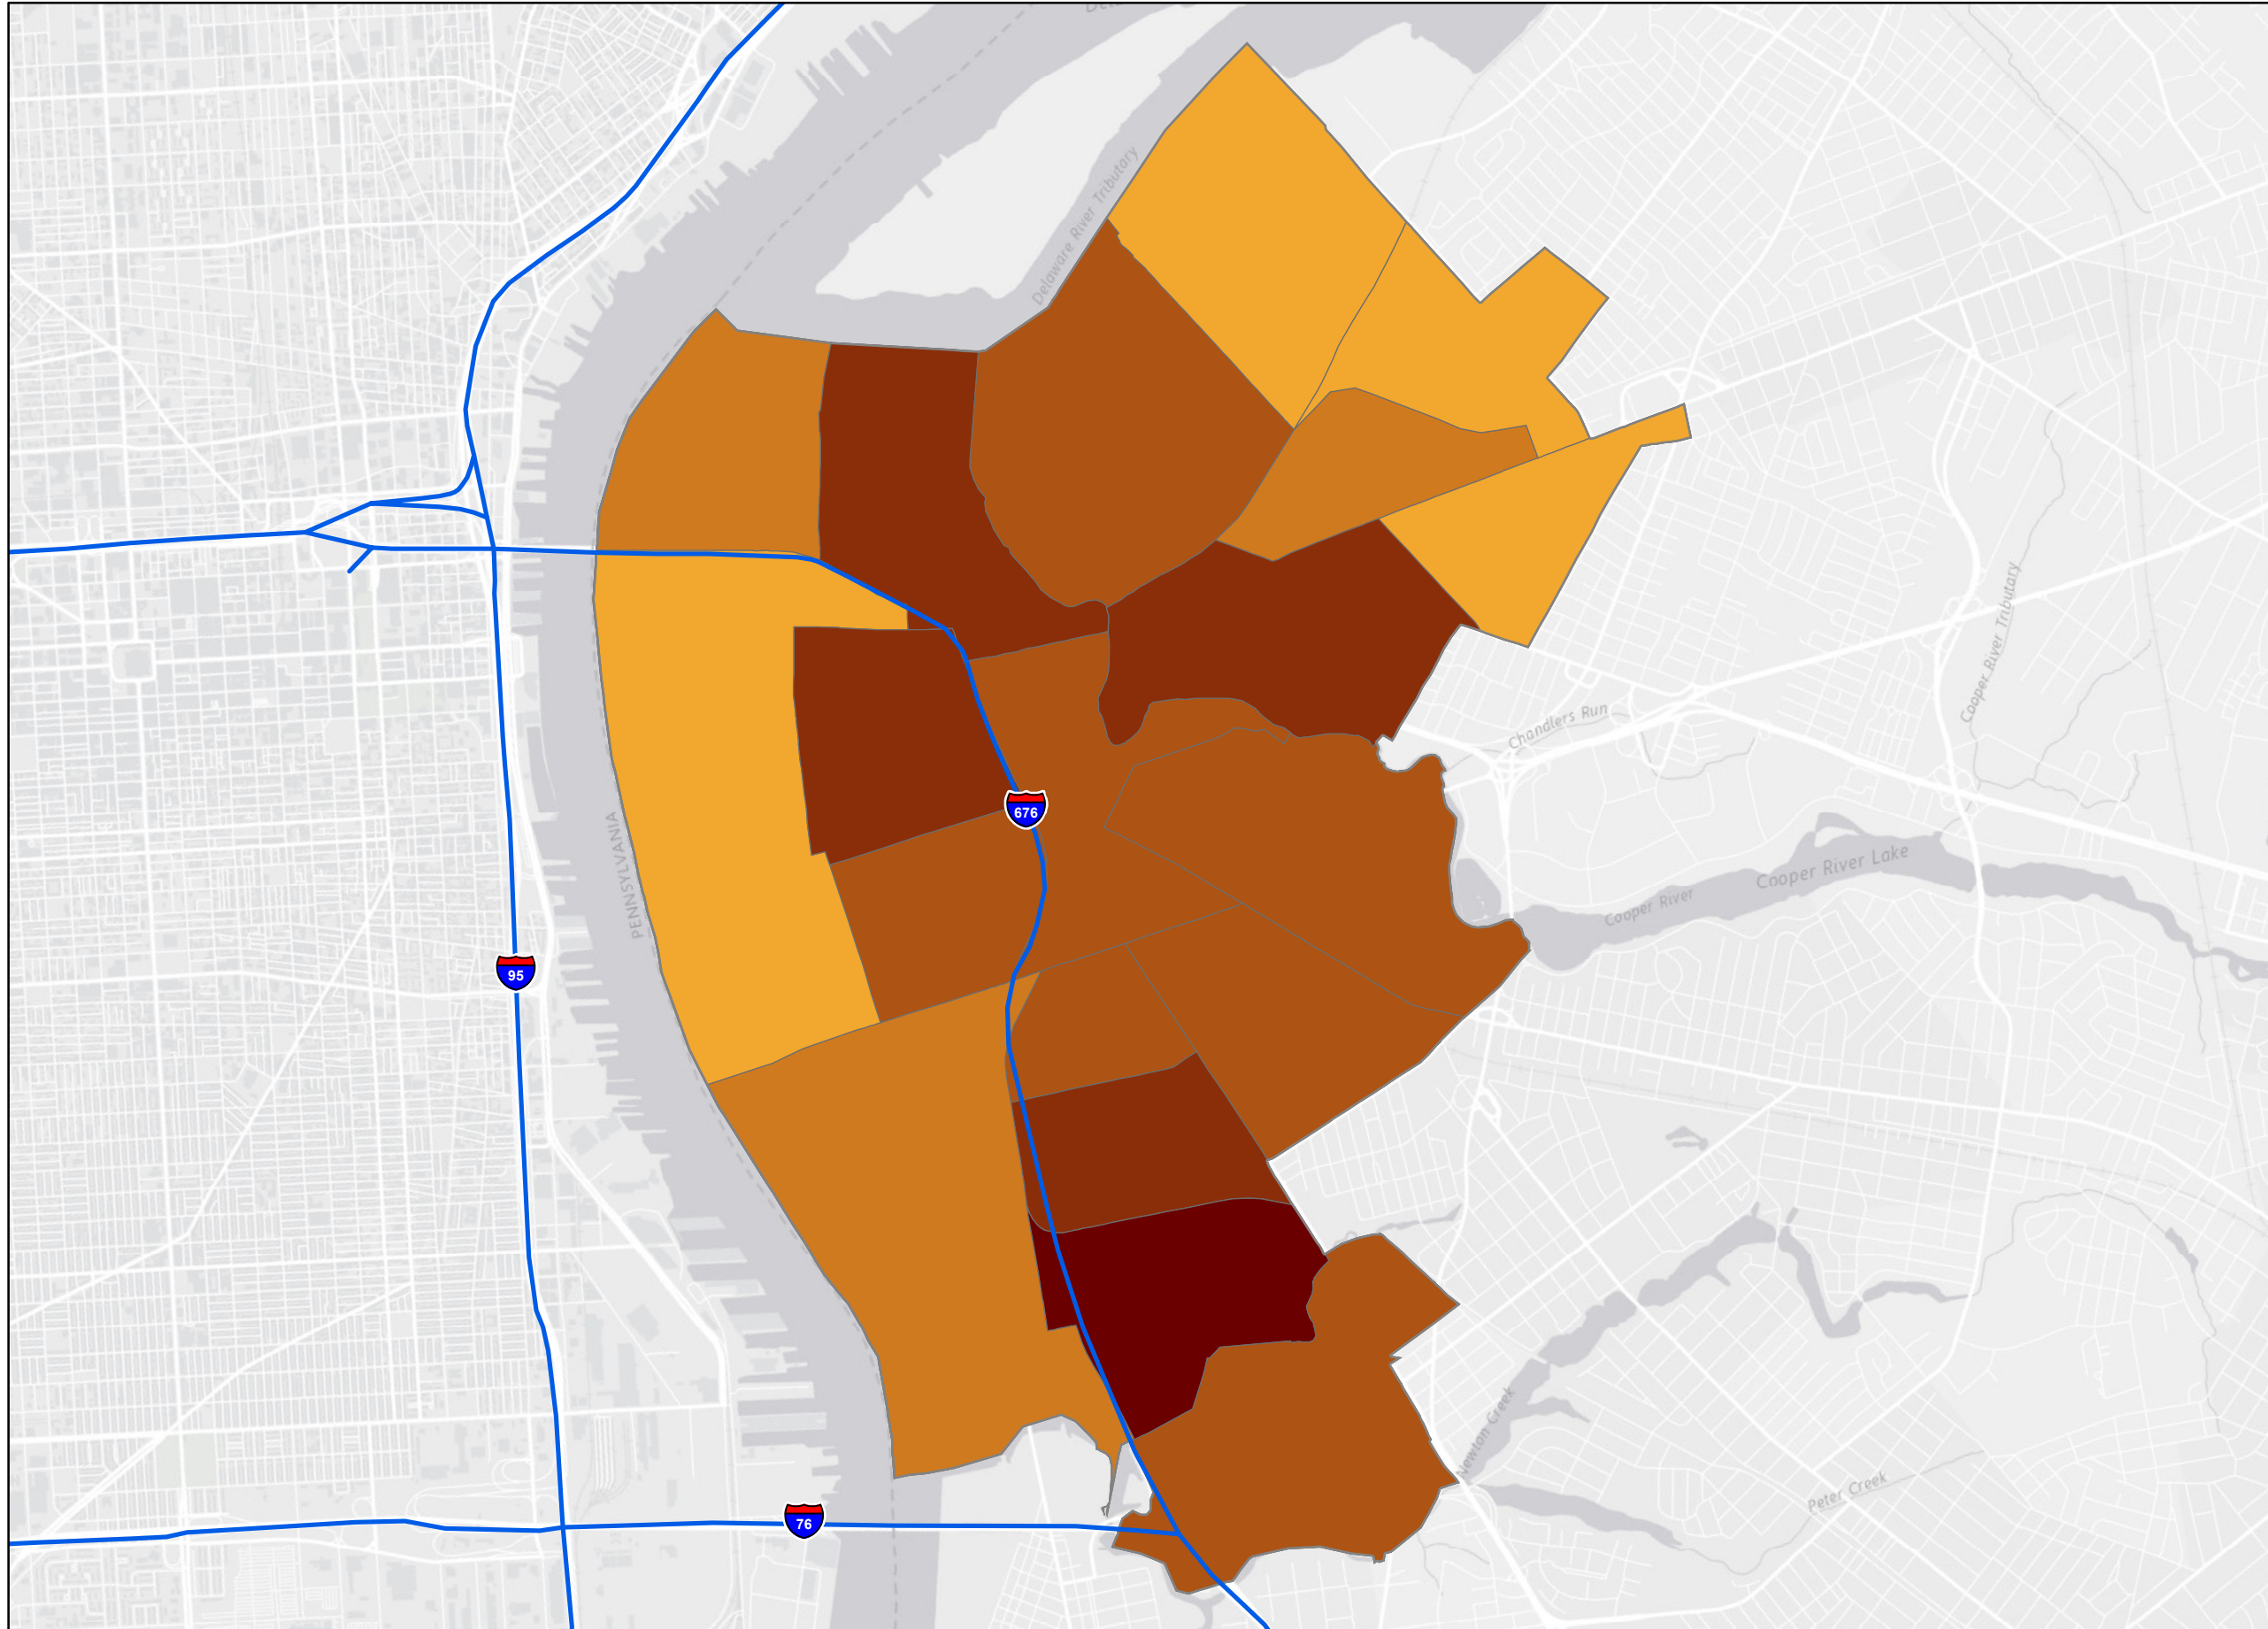 Delaware River Tributary
Cooper River Tributary
Chandlers Run
676
PENNSYLVANIA
Cooper River Lake
Cooper River
95
Newton Creek
Peter Creek
76